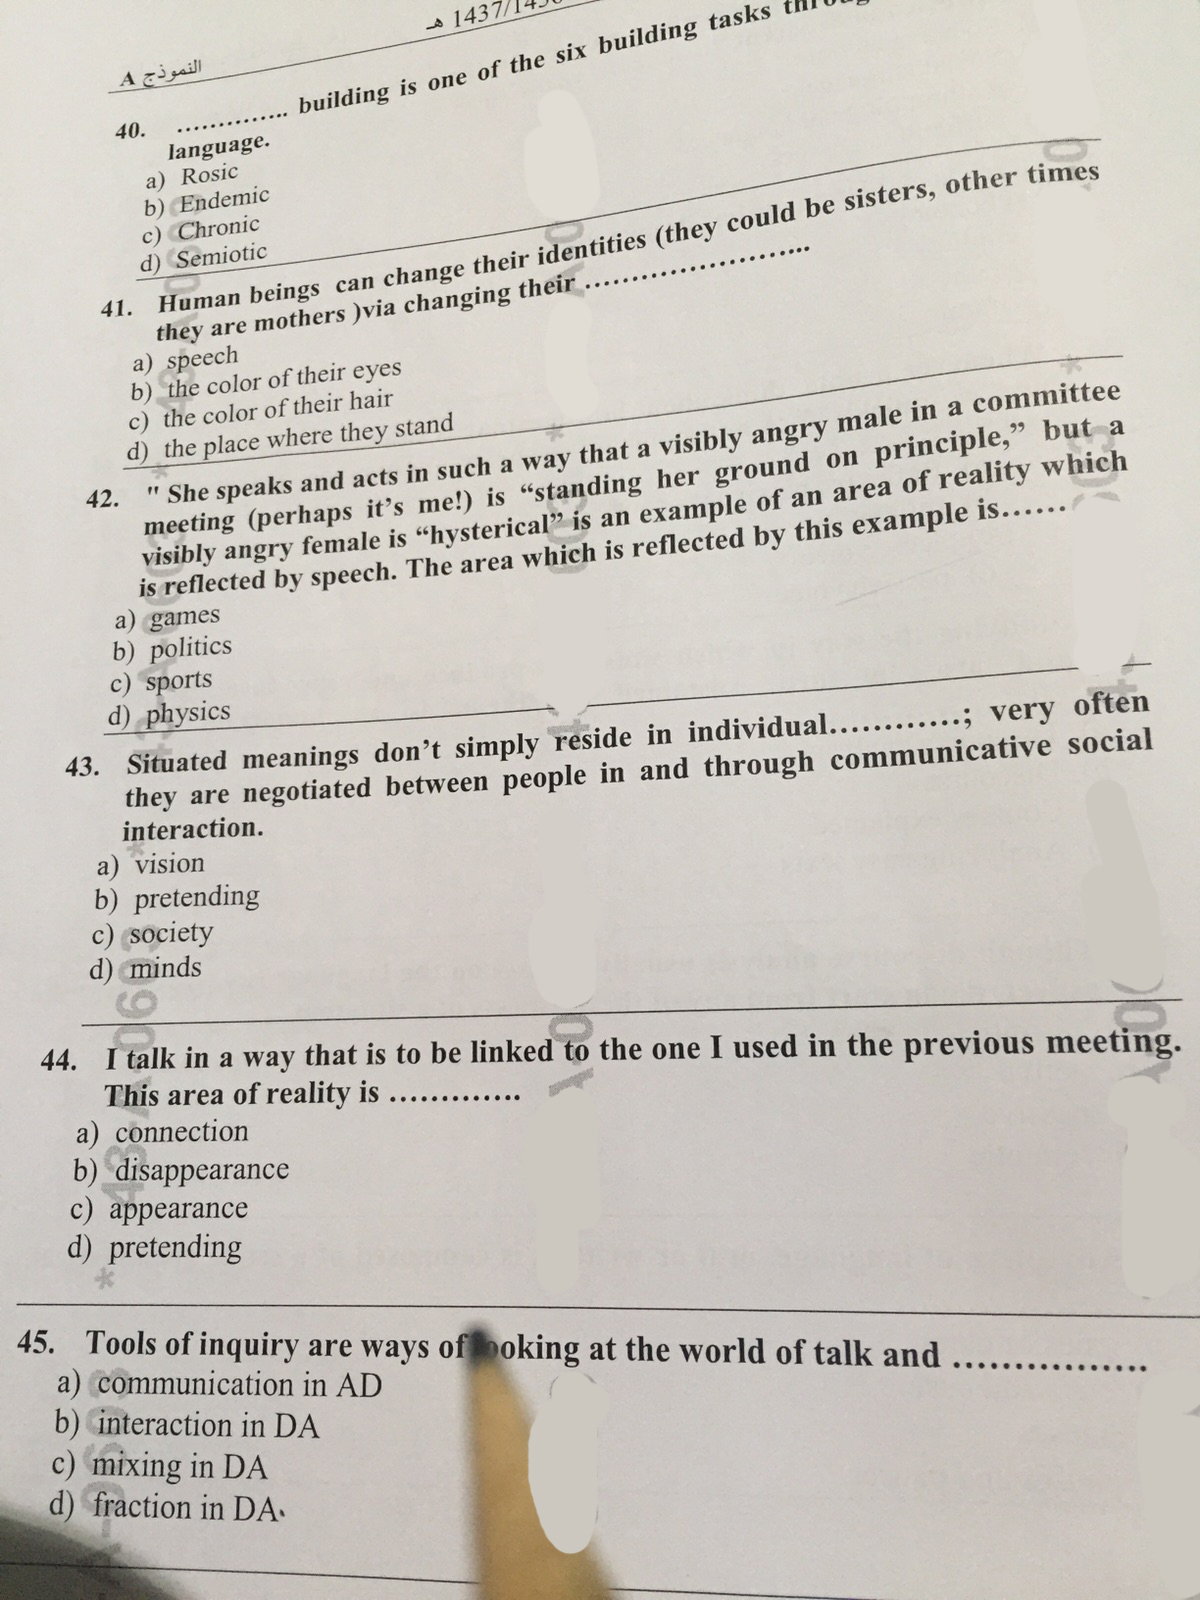 1437/14 هـ
النموذج A
40. .............. building is one of the six building tasks
language.
a) Rosic
b) Endemic
c) Chronic
d) Semiotic
41. Human beings can change their identities (they could be sisters, other times
they are mothers )via changing their .......................
a) speech
b) the color of their eyes
c) the color of their hair
d) the place where they stand
42. " She speaks and acts in such a way that a visibly angry male in a committee
meeting (perhaps it's me!) is “standing her ground on principle,” but a
visibly angry female is “hysterical” is an example of an area of reality which
is reflected by speech. The area which is reflected by this example is......
a) games
b) politics
c) sports
d) physics
43. Situated meanings don’t simply reside in individual............; very often
they are negotiated between people in and through communicative social
interaction.
a) vision
b) pretending
c) society
d) minds
44. I talk in a way that is to be linked to the one I used in the previous meeting.
This area of reality is .............
a) connection
b) disappearance
c) appearance
d) pretending
45. Tools of inquiry are ways of looking at the world of talk and ................
a) communication in AD
b) interaction in DA
c) mixing in DA
d) fraction in DA.